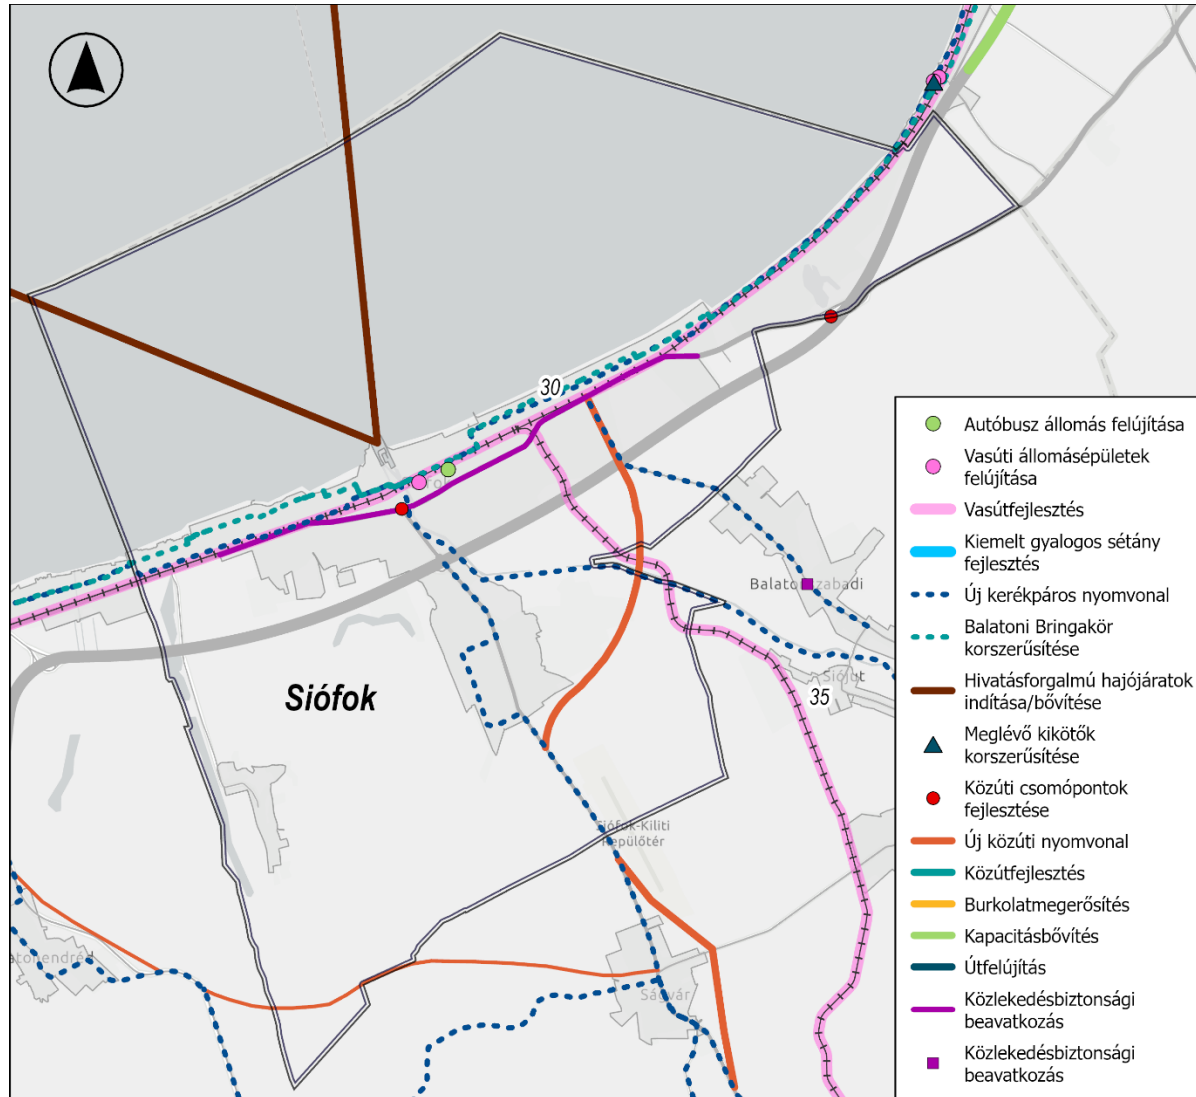 30
Siófok
35
Siójut
Siófok-Kiliti
Repülőtér
Ságvár
Autóbusz állomás felújítása
Vasúti állomásépületek
felújítása
Vasútfejlesztés
Kiemelt gyalogos sétány
fejlesztés
Új kerékpáros nyomvonal
Balatoni Bringakör
korszerűsítése
Hivatásforgalmú hajójáratok
indítása/bővítése
Meglévő kikötők
korszerűsítése
Közúti csomópontok
fejlesztése
Új közúti nyomvonal
Közútfejlesztés
Burkolatmegerősítés
Kapacitásbővítés
Útfelújítás
Közlekedésbiztonsági
beavatkozás
Közlekedésbiztonsági
beavatkozás